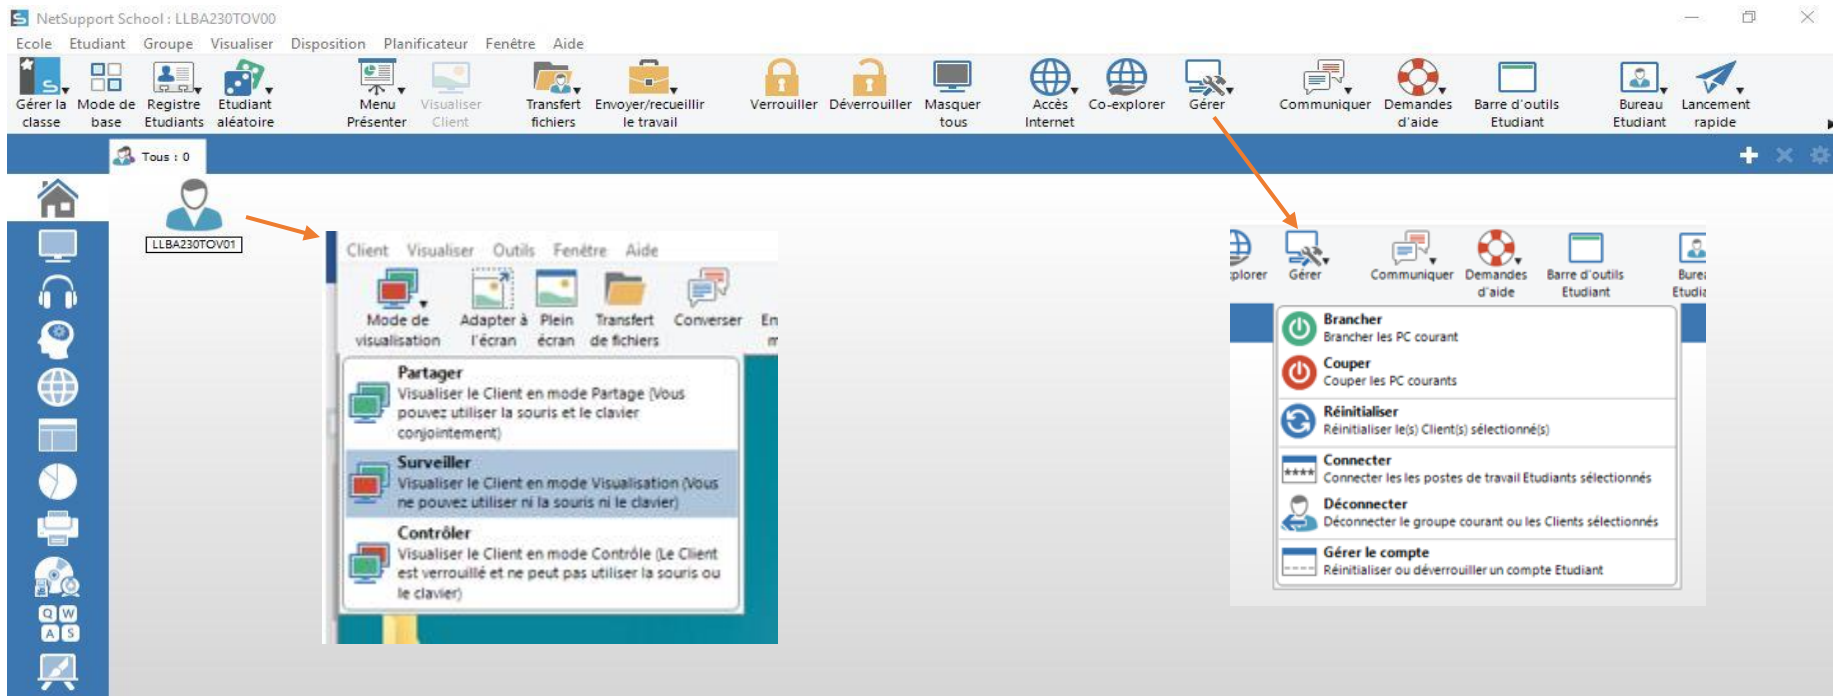 NetSupport School : LLBA230TOV00
Ecole Etudiant Groupe Visualiser Disposition Planificateur Fenêtre Aide
Gérer la classe
Mode de base
Registre Etudiants
Etudiant aléatoire
Menu Présenter
Visualiser Client
Transfert fichiers
Envoyer/recueillir le travail
Verrouiller
Déverrouiller
Masquer tous
Accès Internet
Co-explorer
Gérer
Communiquer
Demandes d'aide
Barre d'outils Etudiant
Bureau Etudiant
Lancement rapide
Tous : 0
LLBA230TOV01
Q W
A S
Client Visualiser Outils Fenêtre Aide
Mode de visualisation
Adapter à l'écran
Plein écran
Transfert de fichiers
Converser
En
m
Partager
Visualiser le Client en mode Partage (Vous
pouvez utiliser la souris et le clavier
conjointement)
Surveiller
Visualiser le Client en mode Visualisation (Vous
ne pouvez utiliser ni la souris ni le clavier)
Contrôler
Visualiser le Client en mode Contrôle (Le Client
est verrouillé et ne peut pas utiliser la souris ou
le clavier)
plorer
Gérer
Communiquer
Demandes d'aide
Barre d'outils Etudiant
Burea
Etudia
Brancher
Brancher les PC courant
Couper
Couper les PC courants
Réinitialiser
Réinitialiser le(s) Client(s) sélectionné(s)
Connecter
Connecter les les postes de travail Etudiants sélectionnés
Déconnecter
Déconnecter le groupe courant ou les Clients sélectionnés
Gérer le compte
Réinitialiser ou déverrouiller un compte Etudiant